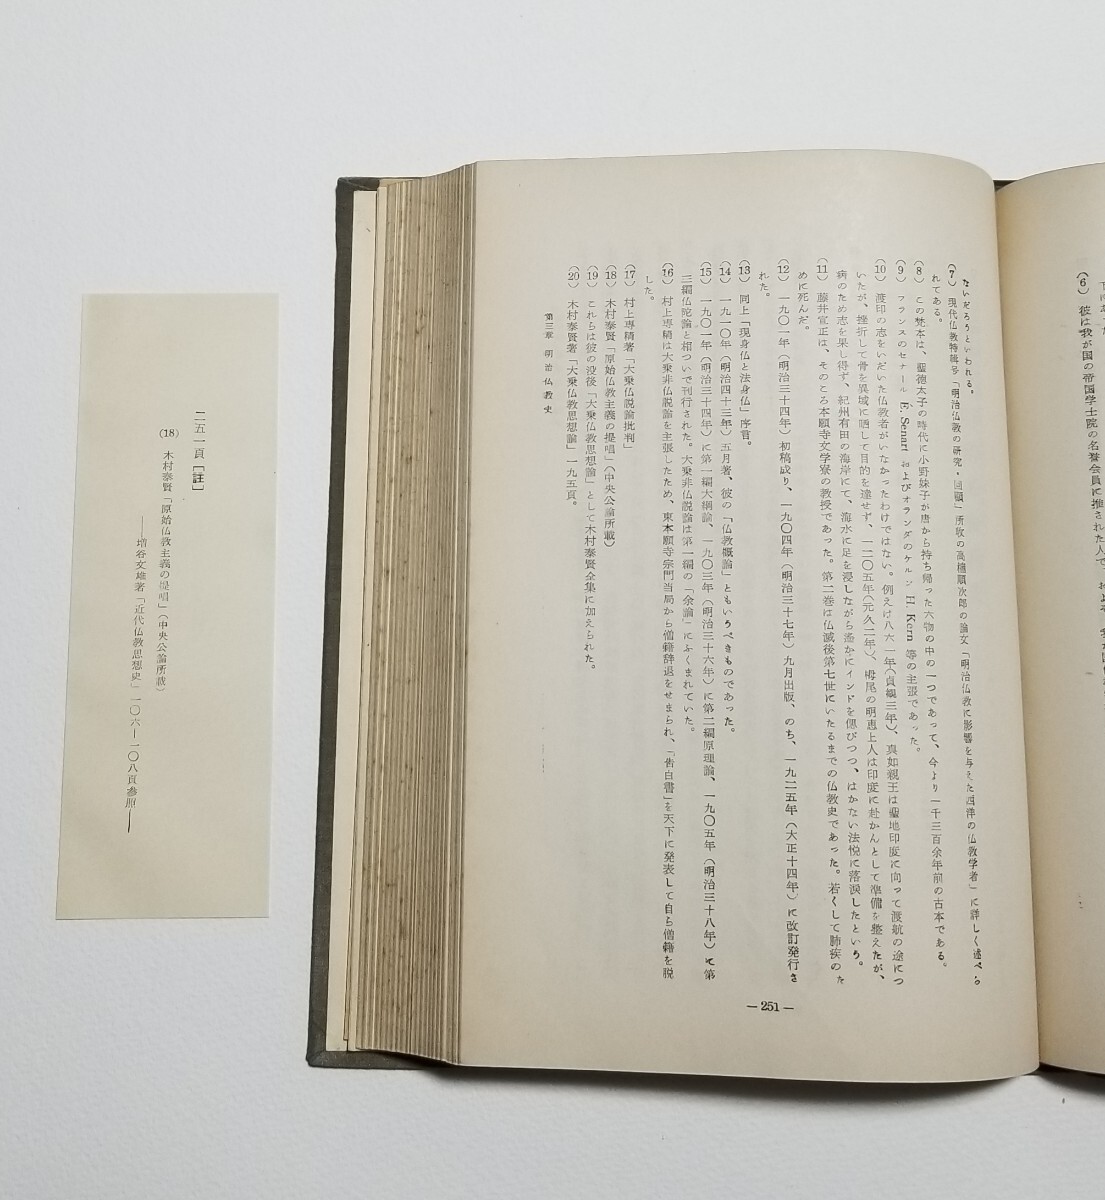 (6) 彼は我が国の帝国学士院の名誉会員に推された人で、
ないだろうといわれる。
(7) 現代仏教特輯号「明治仏教の研究・回顧」所収の高楠順次郎の論文「明治仏教に影響を与えた西洋の仏教学者」に詳しく述べら
れてある。
(8) この梵本は、聖徳太子の時代に小野妹子が唐から持ち帰った六物の中の一つであって、今より一千三百余年前の古本である。
(9) フランスのセナール E. Senart およびオランダのケルン H. Kern 等の主張であった。
(10) 渡印の志をいだいた仏教者がいなかったわけではない。例えば八六一年(貞観三年)、真如親王は聖地印度に向って渡航の途につ
いたが、挫折して骨を異域に晒して目的を達せず、一二〇五年(元久二年)、栂尾の明恵上人は印度に赴かんとして準備を整えたが、
病のため志を果し得ず、紀州有田の海岸にて、海水に足を浸しながら遙かにインドを偲びつつ、はかない法悦に落涙したという。
(11) 藤井宣正は、そのころ本願寺文学寮の教授であった。第二巻は仏滅後第七世にいたるまでの仏教史であった。若くして肺疾のた
めに死んだ。
(12) 一九〇一年(明治三十四年)初稿成り、一九〇四年(明治三十七年)九月出版、のち、一九二五年(大正十四年)に改訂発行さ
れた。
(13) 同上「現身仏と法身仏」序言。
(14) 一九一〇年(明治四十三年)五月著、彼の「仏教概論」ともいうべきものであった。
(15) 一九〇一年(明治三十四年)に第一編大綱論、一九〇三年(明治三十六年)に第二編原理論、一九〇五年(明治三十八年)に第
三編仏陀論と相ついで刊行された。大乗非仏説論は第一編の「余論」にふくまれていた。
(16) 村上専精は大乗非仏説論を主張したため、東本願寺宗門当局から僧籍辞退をせまられ、「告白書」を天下に発表して自ら僧籍を脱
した。
(17) 村上専精著「大乗仏説論批判」
(18) 木村泰賢「原始仏教主義の提唱」(中央公論所載)
(19) これらは彼の没後「大乗仏教思想論」として木村泰賢全集に加えられた。
(20) 木村泰賢著「大乗仏教思想論」一九五頁。
第三章 明治仏教史
— 251 —
二五一頁 [註]
(18) 木村泰賢「原始仏教主義の提唱」(中央公論所載)
——増谷文雄著「近代仏教思想史」一〇六—一〇八頁参照——